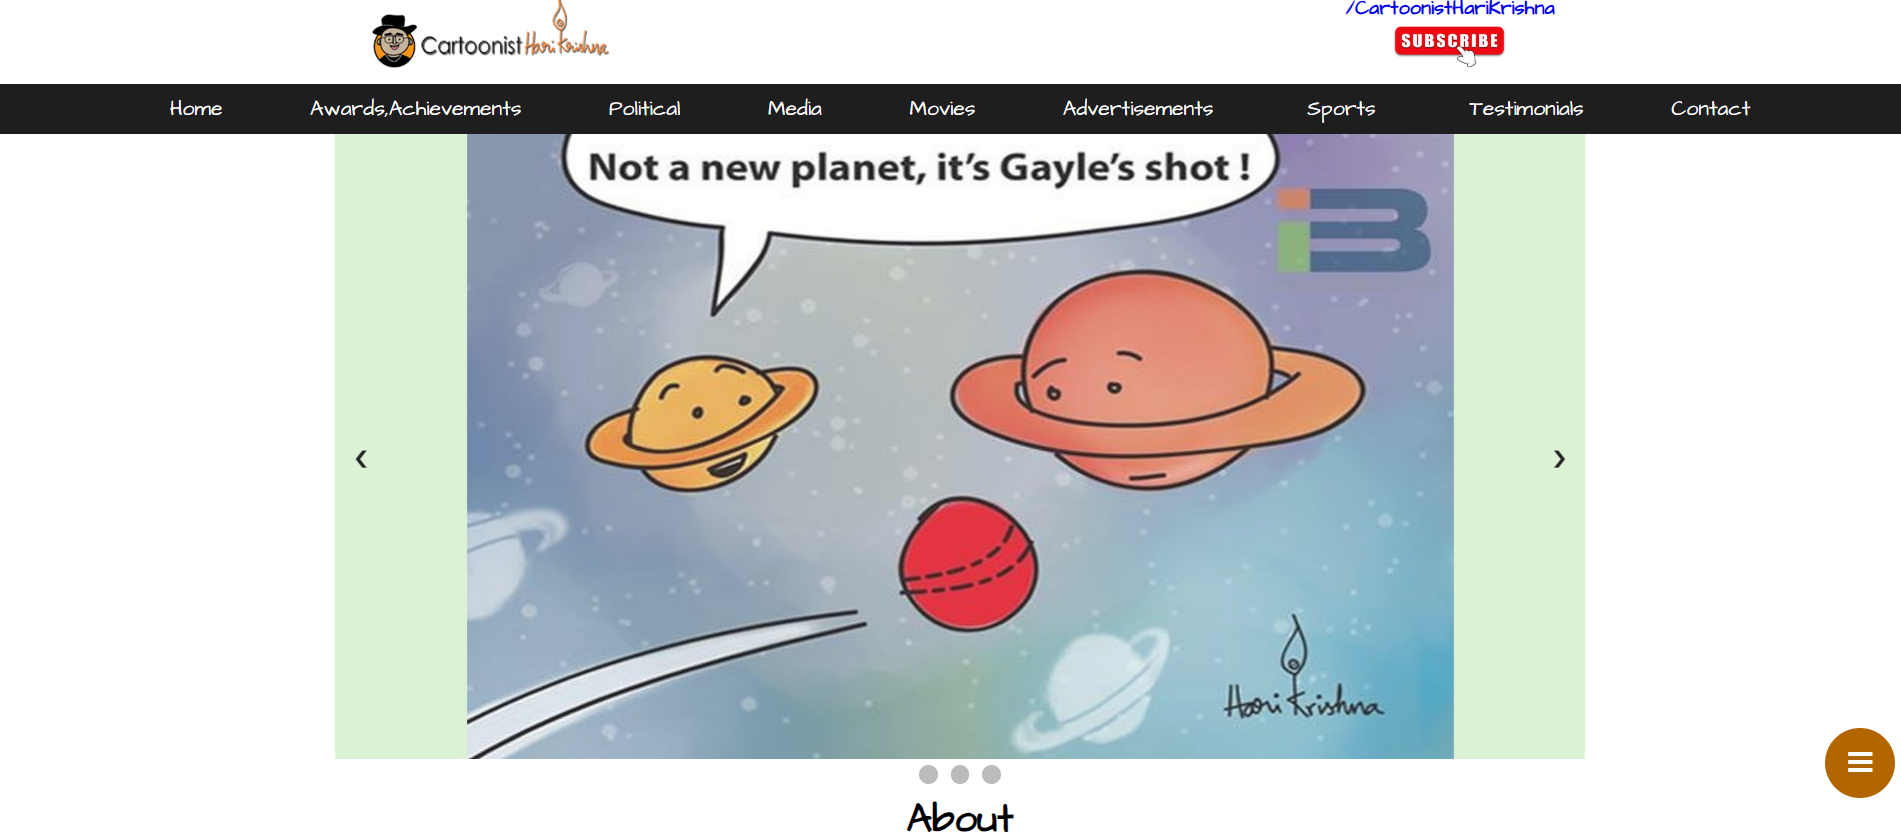 /CartoonistHariKrishna
Cartoonist Hari Krishna
SUBSCRIBE
Home Awards,Achievements Political Media Movies Advertisements Sports Testimonials Contact
Not a new planet, it's Gayle's shot !
iB
Hari Krishna
About